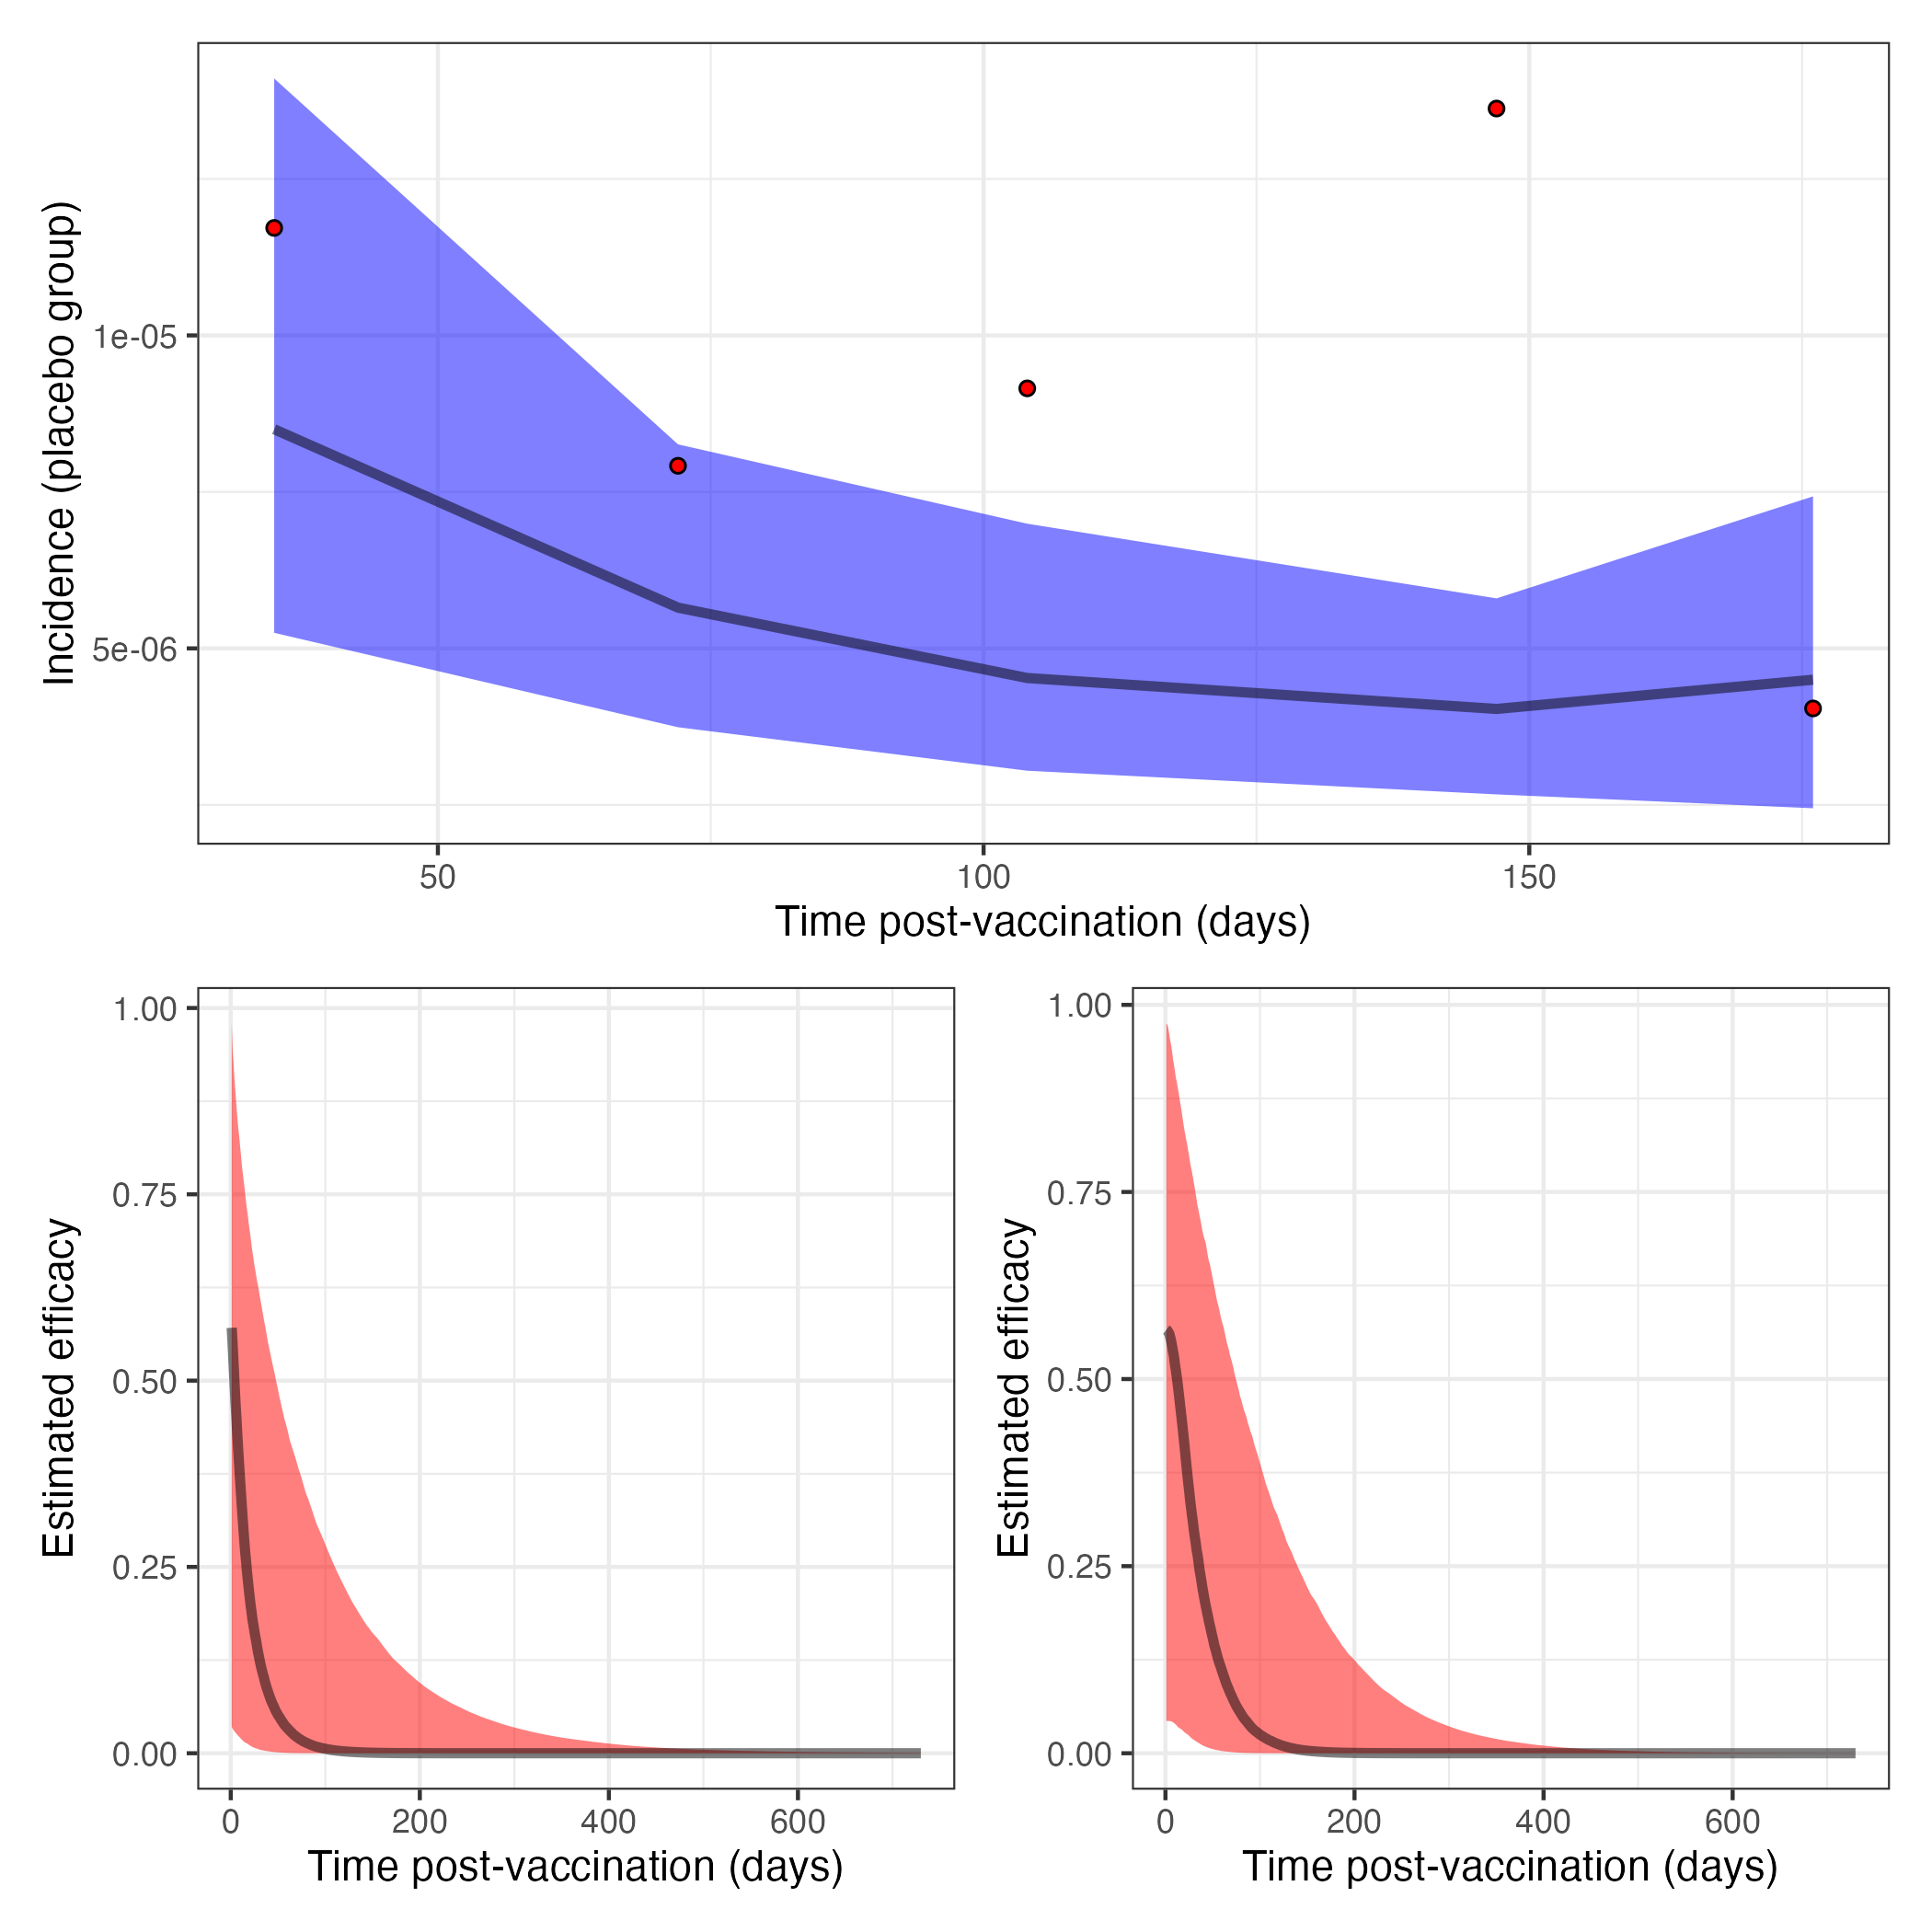 Incidence (placebo group)
1e-05
5e-06
50
100
150
Time post-vaccination (days)
Estimated efficacy
1.00
0.75
0.50
0.25
0.00
0
200
400
600
Time post-vaccination (days)
Estimated efficacy
1.00
0.75
0.50
0.25
0.00
0
200
400
600
Time post-vaccination (days)